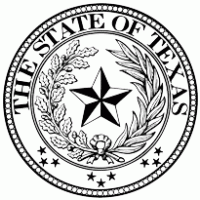 THE STATE OF TEXAS